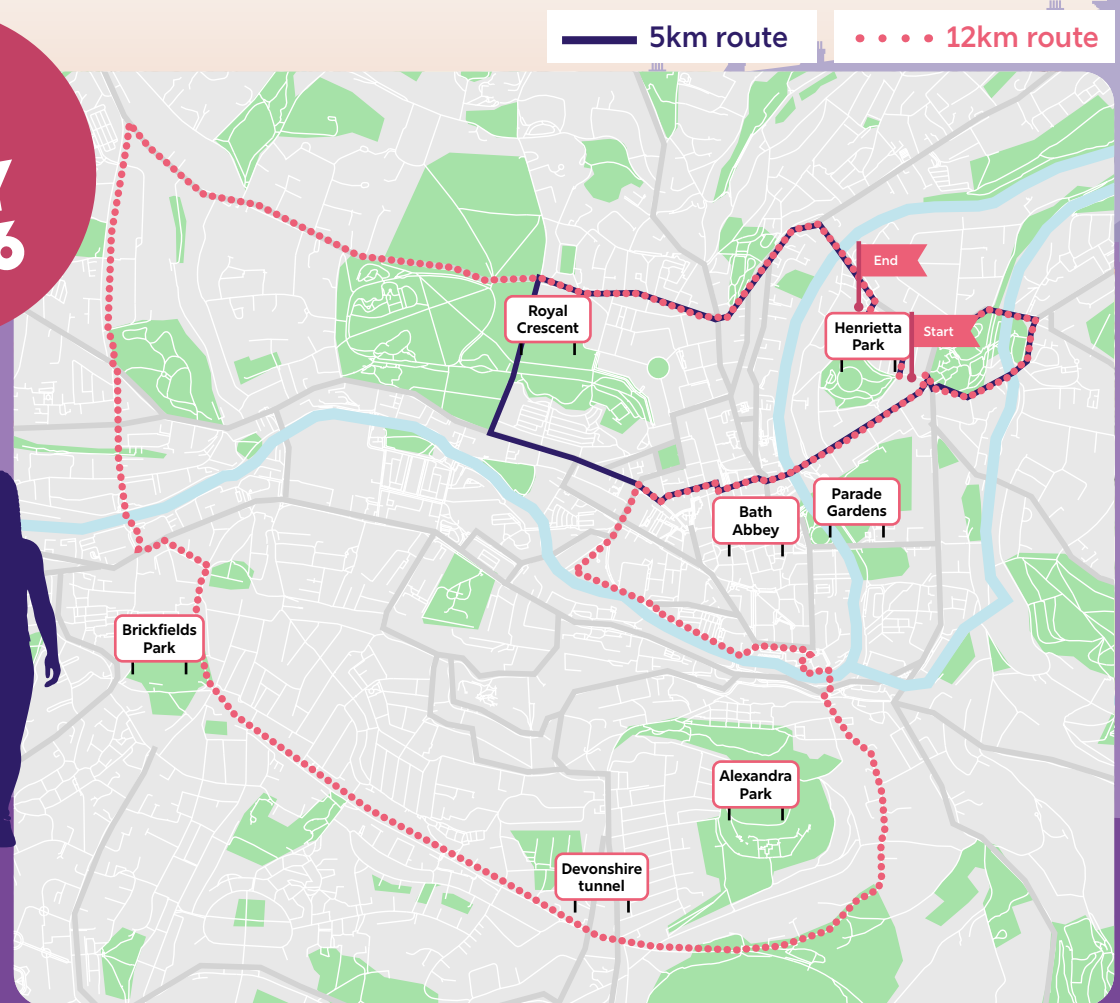 5km route
12km route
6
End
Start
Royal
Crescent
Henrietta
Park
Parade
Gardens
Bath
Abbey
Brickfields
Park
Alexandra
Park
Devonshire
tunnel